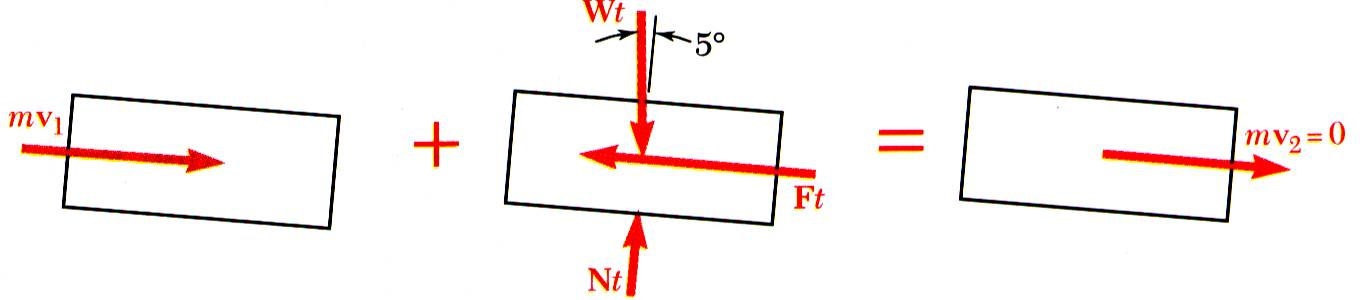 Wt
5°
mv₁
+
=
mv₂ = 0
Ft
Nt